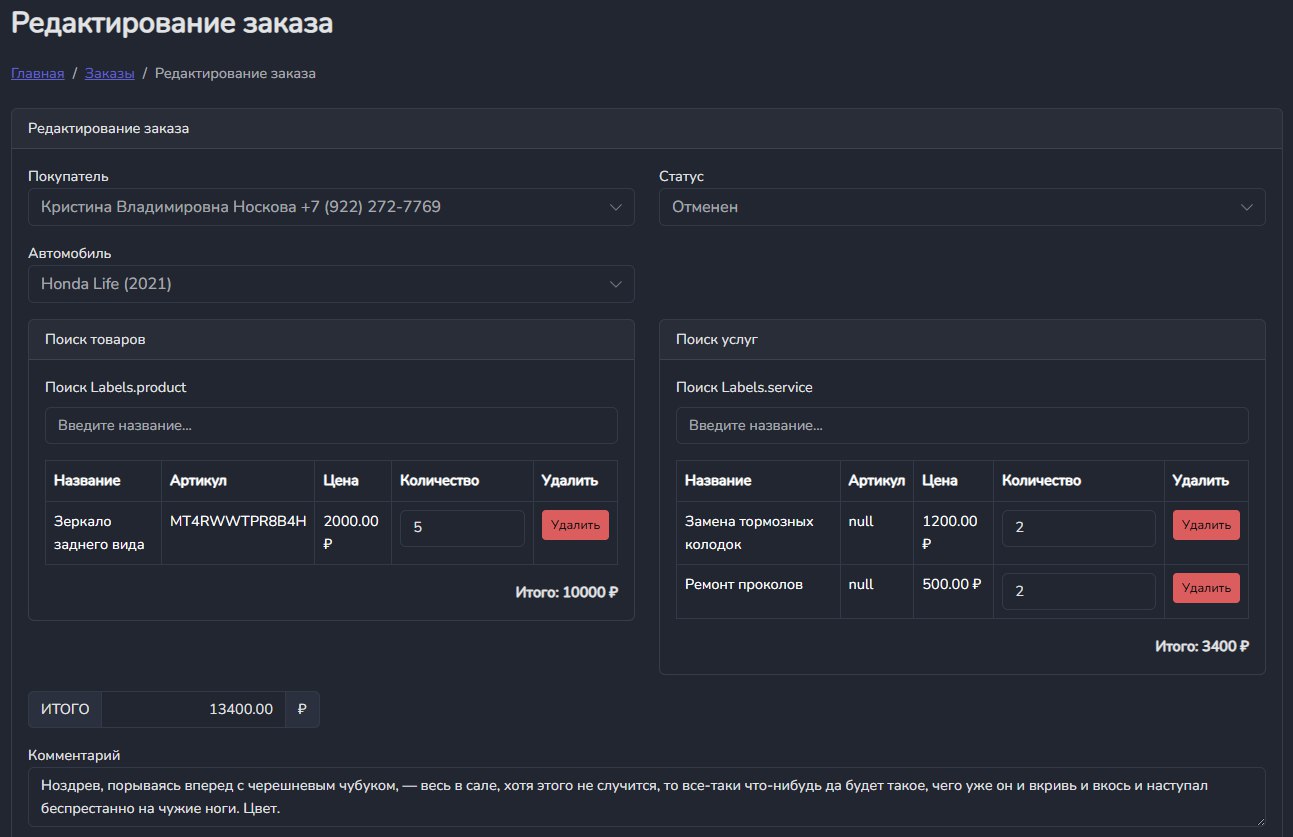 Редактирование заказа
Главная / Заказы / Редактирование заказа
Редактирование заказа
Покупатель
Кристина Владимировна Носкова +7 (922) 272-7769
Статус
Отменен
Автомобиль
Honda Life (2021)
Поиск товаров
Поиск Labels.product
Введите название...
Название Артикул Цена Количество Удалить
Зеркало заднего вида MT4RWWTPR8B4H 2000.00 ₽ 5 Удалить
Итого: 10000 ₽
Поиск услуг
Поиск Labels.service
Введите название...
Название Артикул Цена Количество Удалить
Замена тормозных колодок null 1200.00 ₽ 2 Удалить
Ремонт проколов null 500.00 ₽ 2 Удалить
Итого: 3400 ₽
ИТОГО 13400.00 ₽
Комментарий
Ноздрев, порываясь вперед с черешневым чубуком, — весь в сале, хотя этого не случится, то все-таки что-нибудь да будет такое, чего уже он и вкривь и вкось и наступал
беспрестанно на чужие ноги. Цвет.